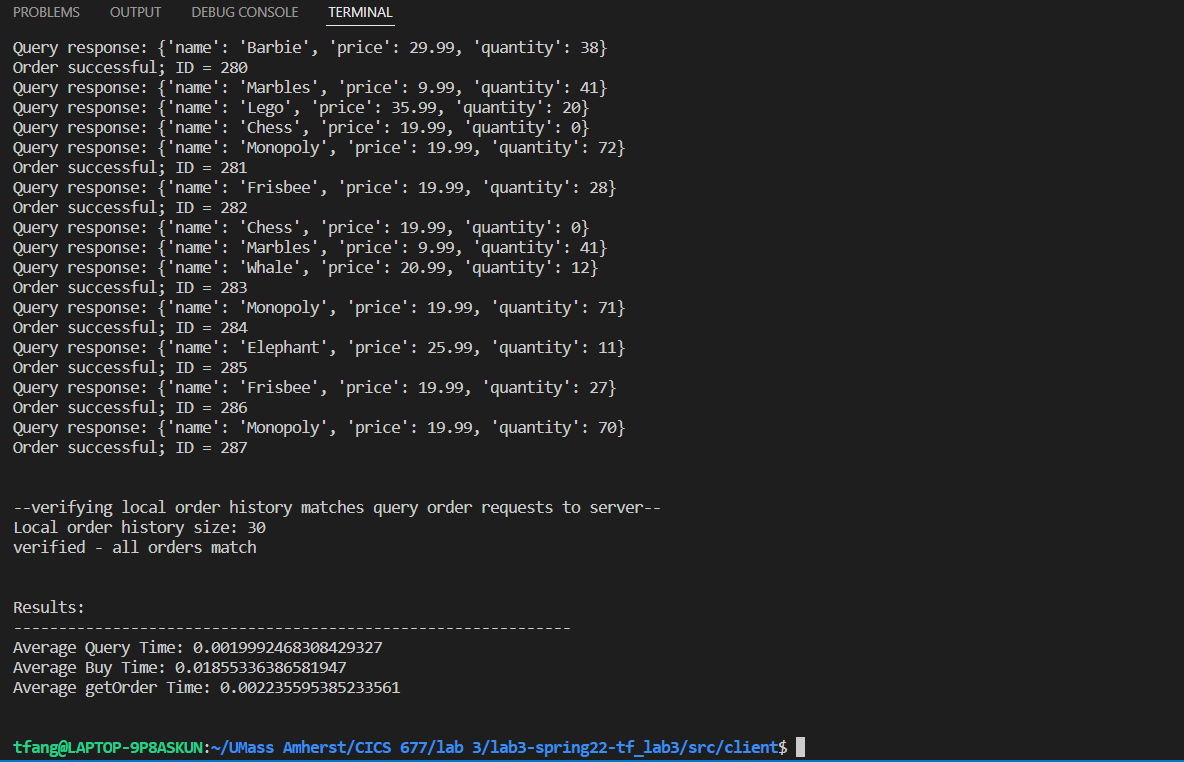 PROBLEMS OUTPUT DEBUG CONSOLE TERMINAL
Query response: {'name': 'Barbie', 'price': 29.99, 'quantity': 38}
Order successful; ID = 280
Query response: {'name': 'Marbles', 'price': 9.99, 'quantity': 41}
Query response: {'name': 'Lego', 'price': 35.99, 'quantity': 20}
Query response: {'name': 'Chess', 'price': 19.99, 'quantity': 0}
Query response: {'name': 'Monopoly', 'price': 19.99, 'quantity': 72}
Order successful; ID = 281
Query response: {'name': 'Frisbee', 'price': 19.99, 'quantity': 28}
Order successful; ID = 282
Query response: {'name': 'Chess', 'price': 19.99, 'quantity': 0}
Query response: {'name': 'Marbles', 'price': 9.99, 'quantity': 41}
Query response: {'name': 'Whale', 'price': 20.99, 'quantity': 12}
Order successful; ID = 283
Query response: {'name': 'Monopoly', 'price': 19.99, 'quantity': 71}
Order successful; ID = 284
Query response: {'name': 'Elephant', 'price': 25.99, 'quantity': 11}
Order successful; ID = 285
Query response: {'name': 'Frisbee', 'price': 19.99, 'quantity': 27}
Order successful; ID = 286
Query response: {'name': 'Monopoly', 'price': 19.99, 'quantity': 70}
Order successful; ID = 287
--verifying local order history matches query order requests to server--
Local order history size: 30
verified - all orders match
Results:
--------------------------------------------------------------
Average Query Time: 0.0019992468308429327
Average Buy Time: 0.01855336386581947
Average getOrder Time: 0.002235595385233561
tfang@LAPTOP-9P8ASKUN:~/UMass Amherst/CICS 677/lab 3/lab3-spring22-tf_lab3/src/client$